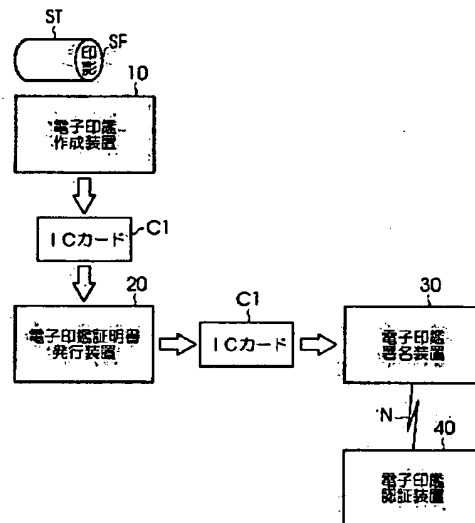 ST
SF
印影
10
電子印鑑
作成装置
ICカード
C1
20
電子印鑑証明書
発行装置
C1
ICカード
30
電子印鑑
署名装置
N
40
電子印鑑
認証装置